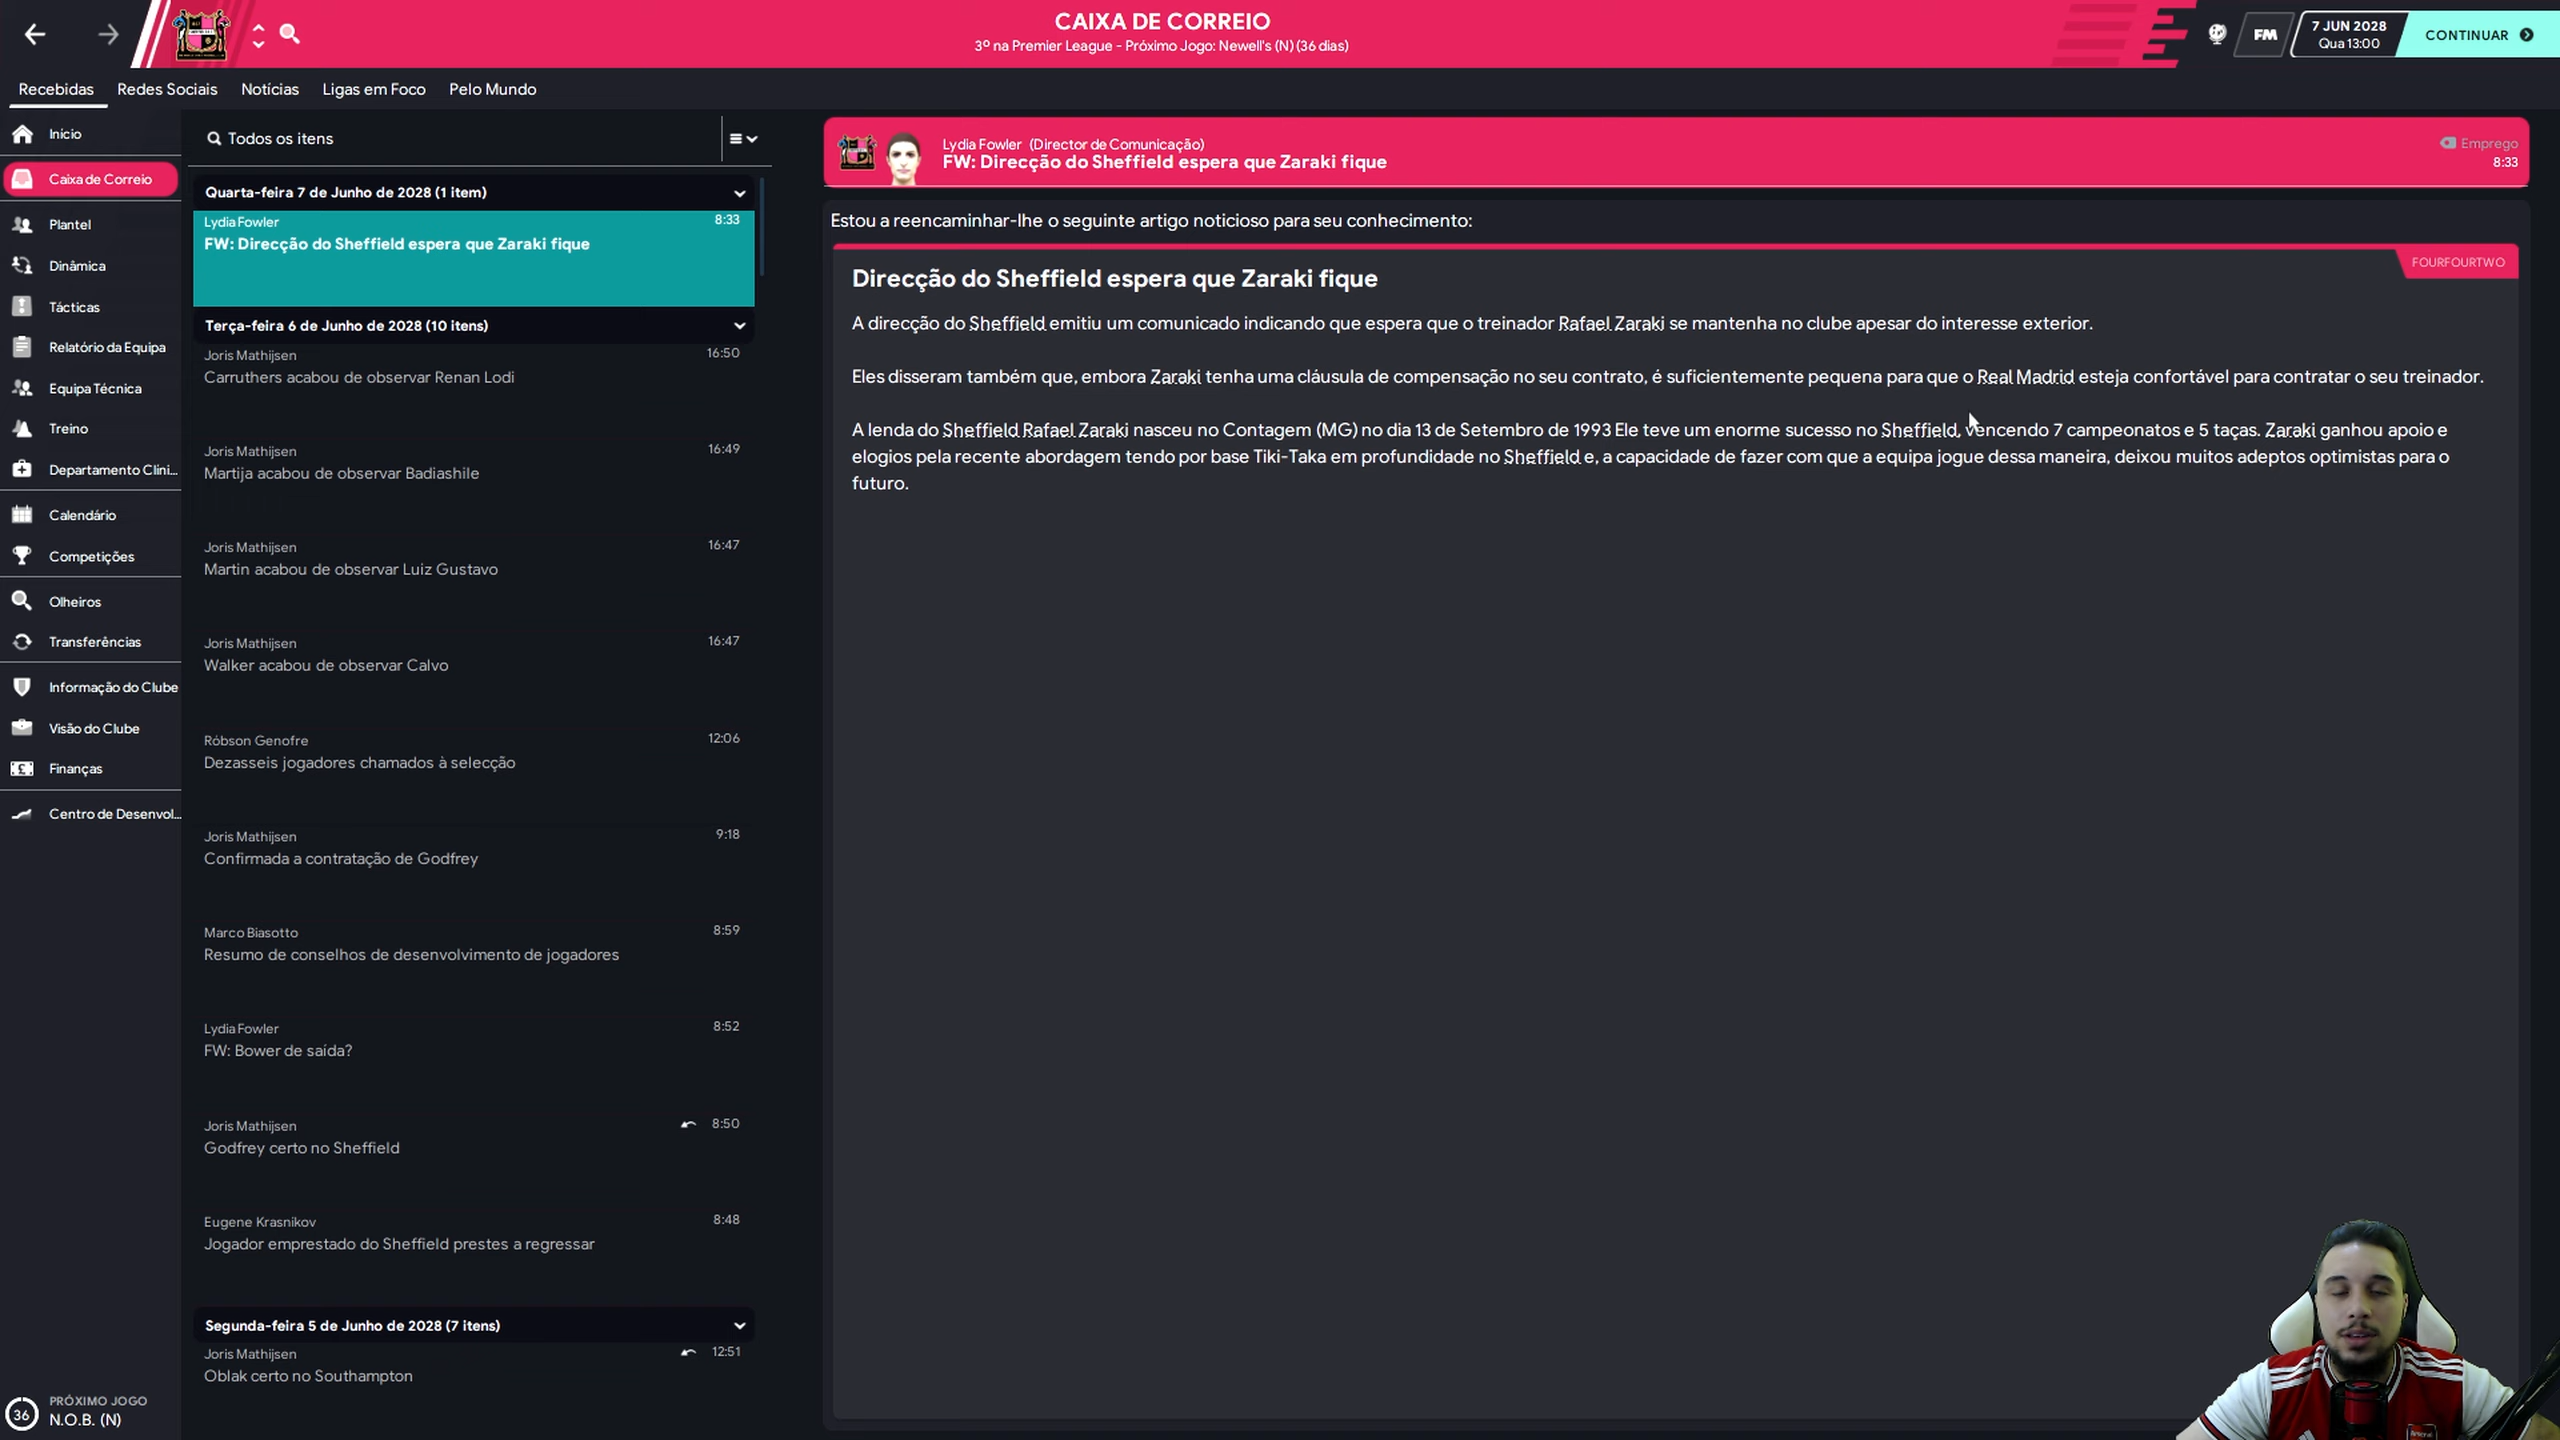 CAIXA DE CORREIO
3º na Premier League - Próximo Jogo: Newell's (N) (36 dias)
FM
7 JUN 2028
Qua 13:00
CONTINUAR
Recebidas
Redes Sociais
Notícias
Ligas em Foco
Pelo Mundo
Início
Caixa de Correio
Plantel
Dinâmica
Tácticas
Relatório da Equipa
Equipa Técnica
Treino
Departamento Clíni...
Calendário
Competições
Olheiros
Transferências
Informação do Clube
Visão do Clube
Finanças
Centro de Desenvol...
36
PRÓXIMO JOGO
N.O.B. (N)
Todos os itens
Quarta-feira 7 de Junho de 2028 (1 item)
Lydia Fowler 8:33
FW: Direcção do Sheffield espera que Zaraki fique
Terça-feira 6 de Junho de 2028 (10 itens)
Joris Mathijsen 16:50
Carruthers acabou de observar Renan Lodi
Joris Mathijsen 16:49
Martija acabou de observar Badiashile
Joris Mathijsen 16:47
Martin acabou de observar Luiz Gustavo
Joris Mathijsen 16:47
Walker acabou de observar Calvo
Róbson Genofre 12:06
Dezasseis jogadores chamados à selecção
Joris Mathijsen 9:18
Confirmada a contratação de Godfrey
Marco Biasotto 8:59
Resumo de conselhos de desenvolvimento de jogadores
Lydia Fowler 8:52
FW: Bower de saída?
Joris Mathijsen 8:50
Godfrey certo no Sheffield
Eugene Krasnikov 8:48
Jogador emprestado do Sheffield prestes a regressar
Segunda-feira 5 de Junho de 2028 (7 itens)
Joris Mathijsen 12:51
Oblak certo no Southampton
Lydia Fowler (Director de Comunicação)
FW: Direcção do Sheffield espera que Zaraki fique
Emprego
8:33
Estou a reencaminhar-lhe o seguinte artigo noticioso para seu conhecimento:
FOURFOURTWO
Direcção do Sheffield espera que Zaraki fique
A direcção do Sheffield emitiu um comunicado indicando que espera que o treinador Rafael Zaraki se mantenha no clube apesar do interesse exterior.
Eles disseram também que, embora Zaraki tenha uma cláusula de compensação no seu contrato, é suficientemente pequena para que o Real Madrid esteja confortável para contratar o seu treinador.
A lenda do Sheffield Rafael Zaraki nasceu no Contagem (MG) no dia 13 de Setembro de 1993 Ele teve um enorme sucesso no Sheffield, vencendo 7 campeonatos e 5 taças. Zaraki ganhou apoio e
elogios pela recente abordagem tendo por base Tiki-Taka em profundidade no Sheffield e, a capacidade de fazer com que a equipa jogue dessa maneira, deixou muitos adeptos optimistas para o
futuro.